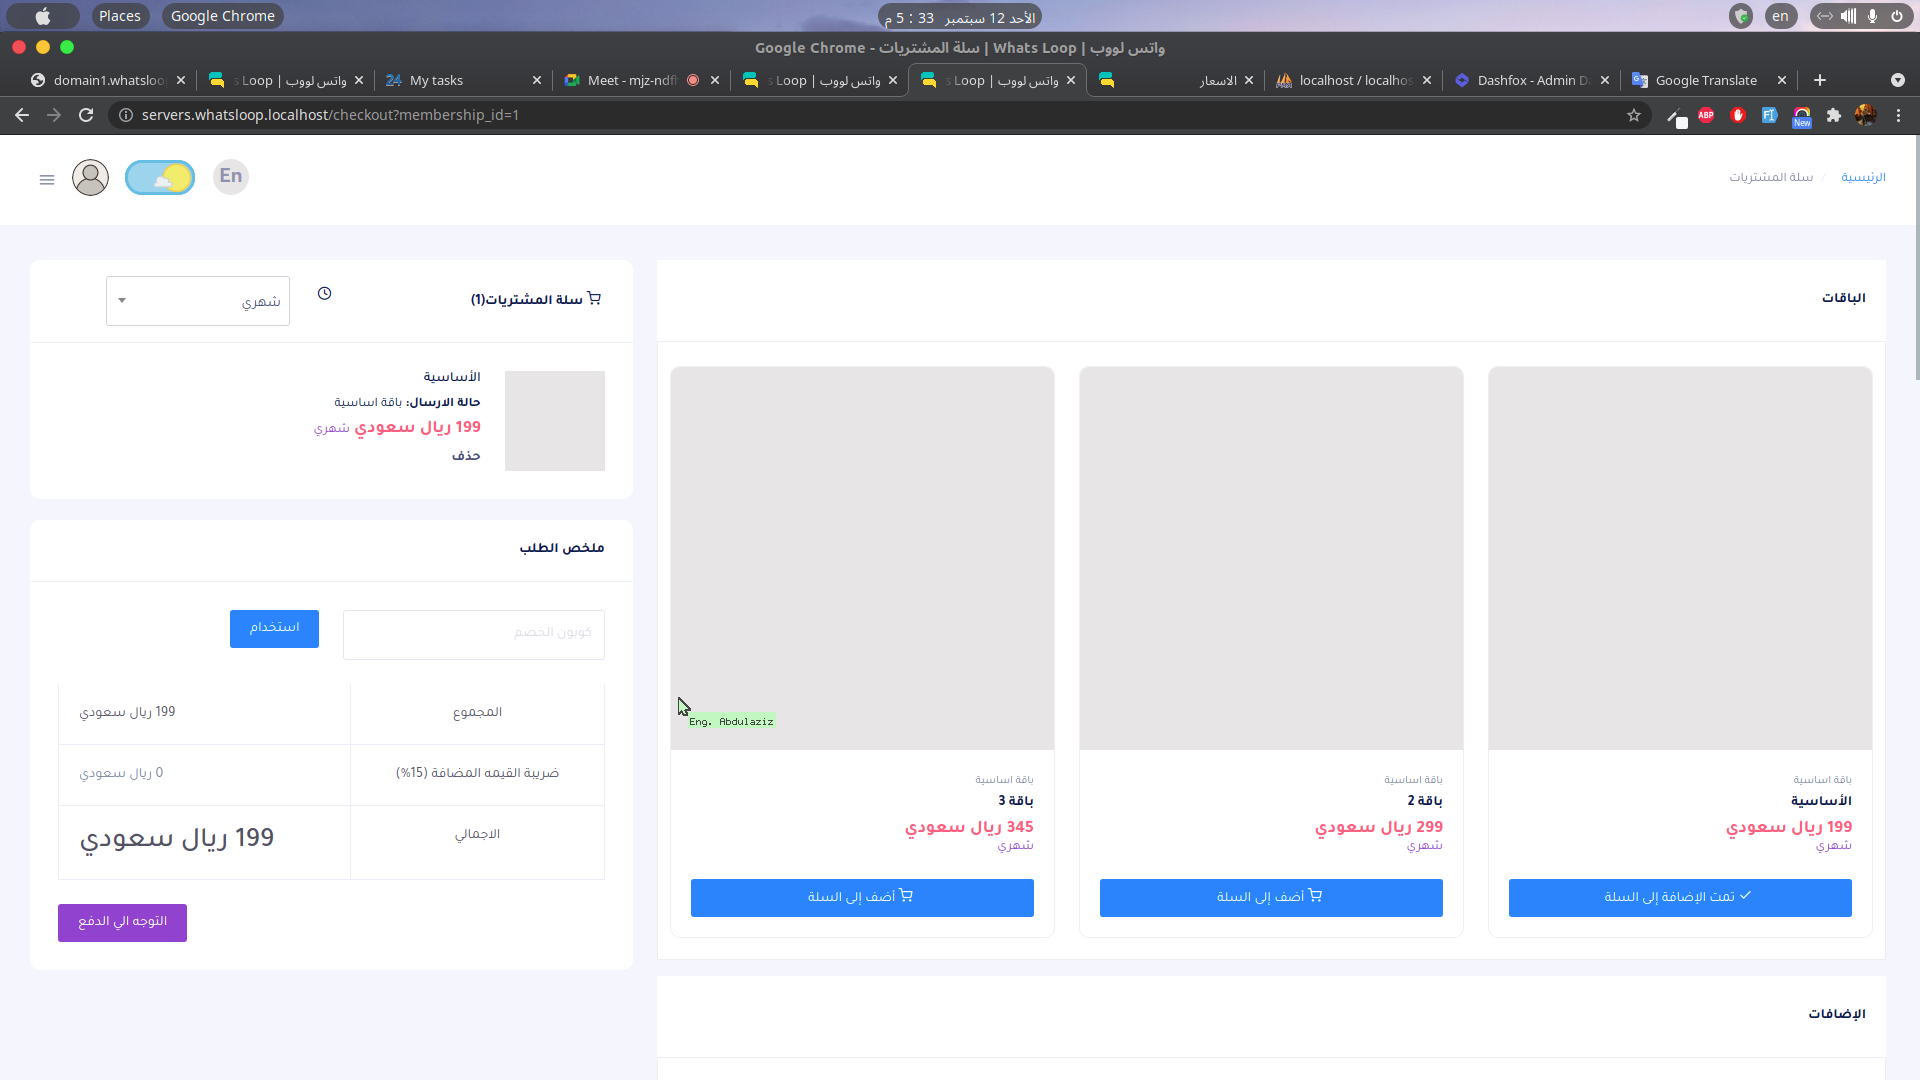 Places
Google Chrome
الأحد 12 سبتمبر 5 : 33 م
en
Google Chrome - سلة المشتريات | Whats Loop | واتس لووب
domain1.whatsloo
s Loop | واتس لووب
My tasks
Meet - mjz-ndf
s Loop | واتس لووب
s Loop | واتس لووب
الاسعار
localhost / localhos
Dashfox - Admin D
Google Translate
servers.whatsloop.localhost/checkout?membership_id=1
ABP
New
الرئيسية / سلة المشتريات
En
الباقات
باقة اساسية
الأساسية
199 ريال سعودي
شهري
تمت الإضافة إلى السلة
باقة اساسية
باقة 2
299 ريال سعودي
شهري
أضف إلى السلة
باقة اساسية
باقة 3
345 ريال سعودي
شهري
أضف إلى السلة
Eng. Abdulaziz
الإضافات
سلة المشتريات(1)
شهري
الأساسية
حالة الارسال: باقة اساسية
199 ريال سعودي شهري
حذف
ملخص الطلب
كوبون الخصم
استخدام
المجموع 199 ريال سعودي
ضريبة القيمه المضافة (15%) 0 ريال سعودي
الاجمالي 199 ريال سعودي
التوجه الي الدفع